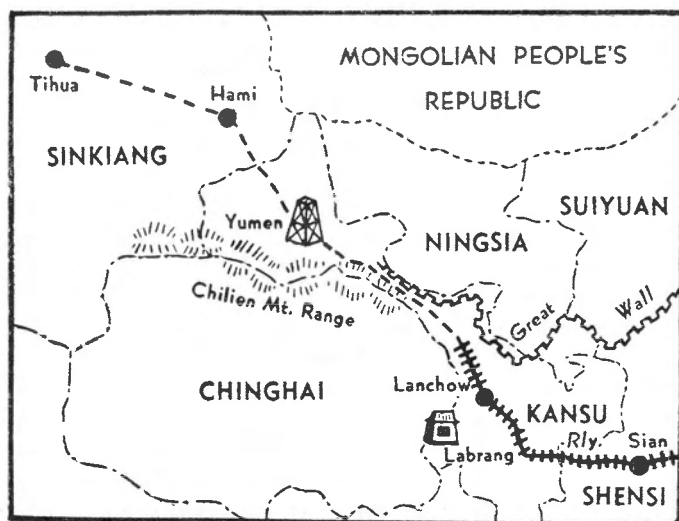 MONGOLIAN PEOPLE'S
REPUBLIC
Tihua
Hami
SINKIANG
SUIYUAN
Yumen
NINGSIA
Chilien Mt. Range
Great Wall
CHINGHAI
Lanchow
KANSU
Labrang
Rly.
Sian
SHENSI